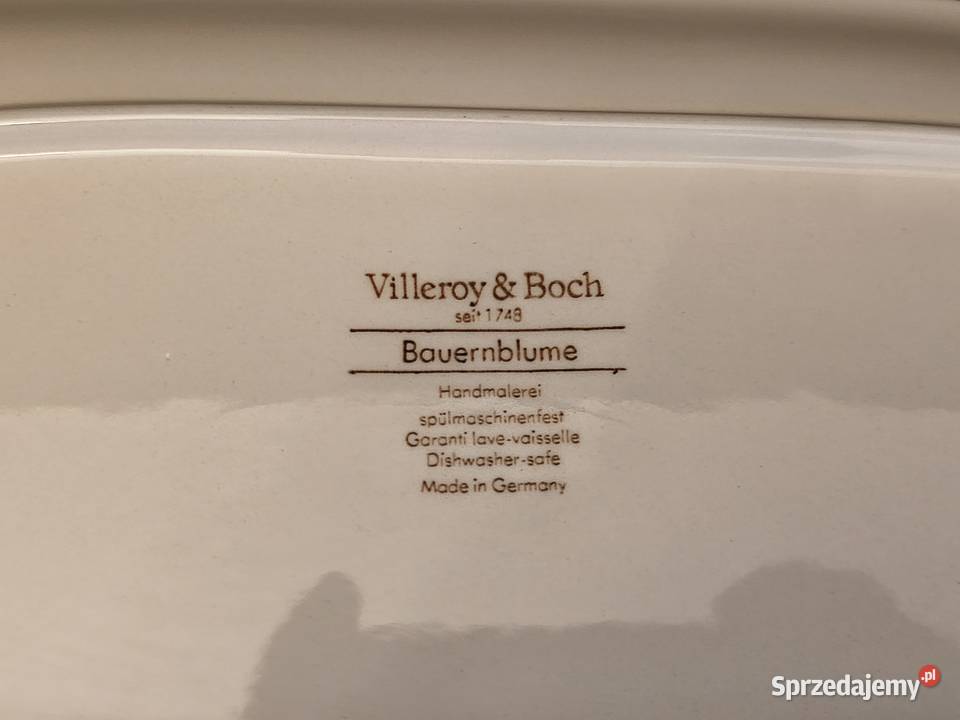 Villeroy & Boch
seit 1748
Bauernblume
Handmalerei
spülmaschinenfest
Garanti lave-vaisselle
Dishwasher-safe
Made in Germany
Sprzedajemy.pl